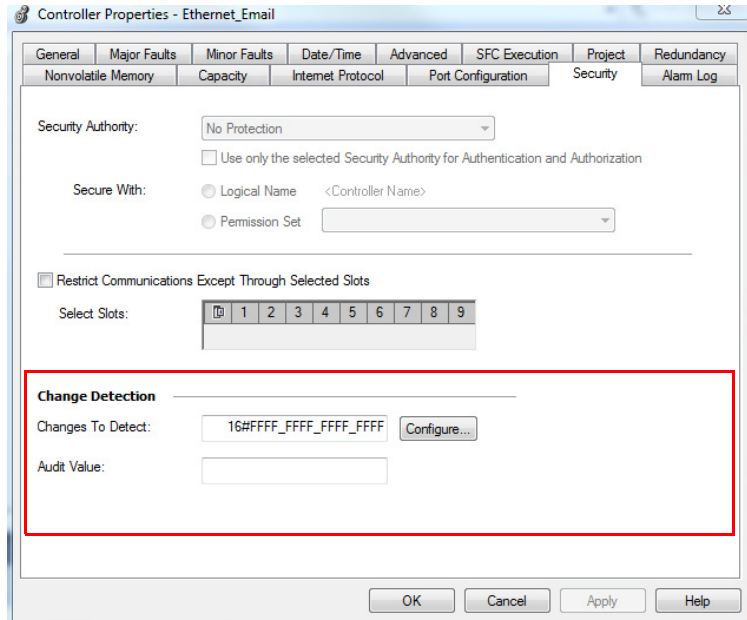 Controller Properties - Ethernet_Email
General Major Faults Minor Faults Date/Time Advanced SFC Execution Project Redundancy
Nonvolatile Memory Capacity Internet Protocol Port Configuration Security Alarm Log
Security Authority: No Protection
Use only the selected Security Authority for Authentication and Authorization
Secure With: Logical Name <Controller Name>
Permission Set
Restrict Communications Except Through Selected Slots
Select Slots: 1 2 3 4 5 6 7 8 9
Change Detection
Changes To Detect: 16#FFFF_FFFF_FFFF_FFFF Configure...
Audit Value:
OK Cancel Apply Help